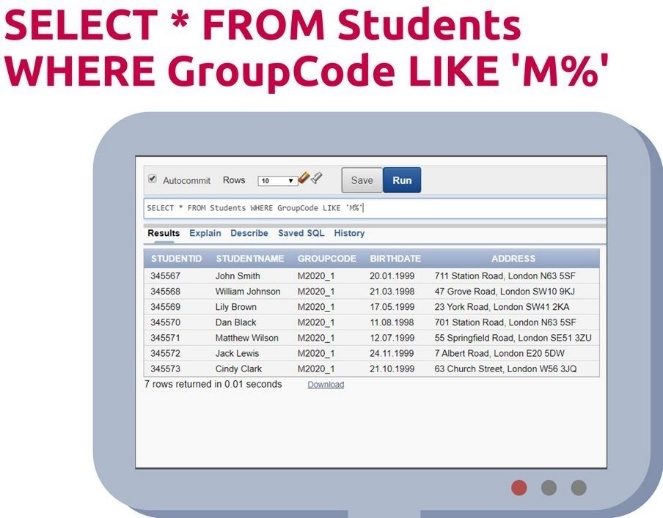 SELECT * FROM Students
WHERE GroupCode LIKE 'M%'
Autocommit Rows 10 Save Run
SELECT * FROM Students WHERE GroupCode LIKE 'M%'
Results Explain Describe Saved SQL History
STUDENTID STUDENTNAME GROUPCODE BIRTHDATE ADDRESS
345567 John Smith M2020_1 20.01.1999 711 Station Road, London N63 5SF
345568 William Johnson M2020_1 21.03.1998 47 Grove Road, London SW10 9KJ
345569 Lily Brown M2020_1 17.05.1999 23 York Road, London SW41 2KA
345570 Dan Black M2020_1 11.08.1998 701 Station Road, London N63 5SF
345571 Matthew Wilson M2020_1 12.07.1999 55 Springfield Road, London SE51 3ZU
345572 Jack Lewis M2020_1 24.11.1999 7 Albert Road, London E20 5DW
345573 Cindy Clark M2020_1 21.10.1999 63 Church Street, London W56 3JQ
7 rows returned in 0.01 seconds Download